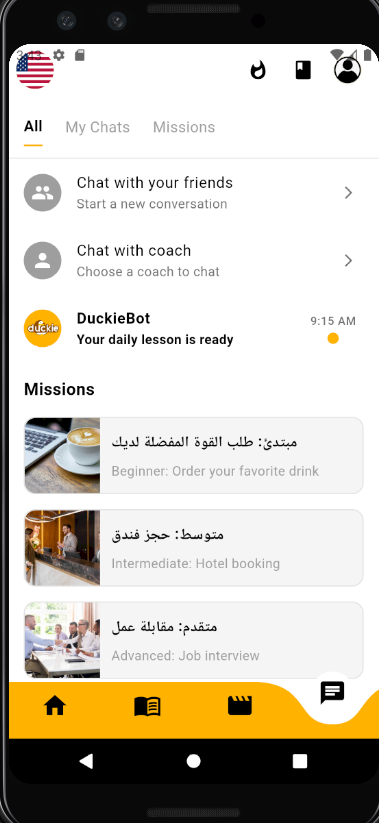 3:43
All My Chats Missions
Chat with your friends
Start a new conversation
Chat with coach
Choose a coach to chat
duckie
DuckieBot
9:15 AM
Your daily lesson is ready
Missions
مبتدئ: طلب القوة المفضلة لديك
Beginner: Order your favorite drink
متوسط: حجز فندق
Intermediate: Hotel booking
متقدم: مقابلة عمل
Advanced: Job interview